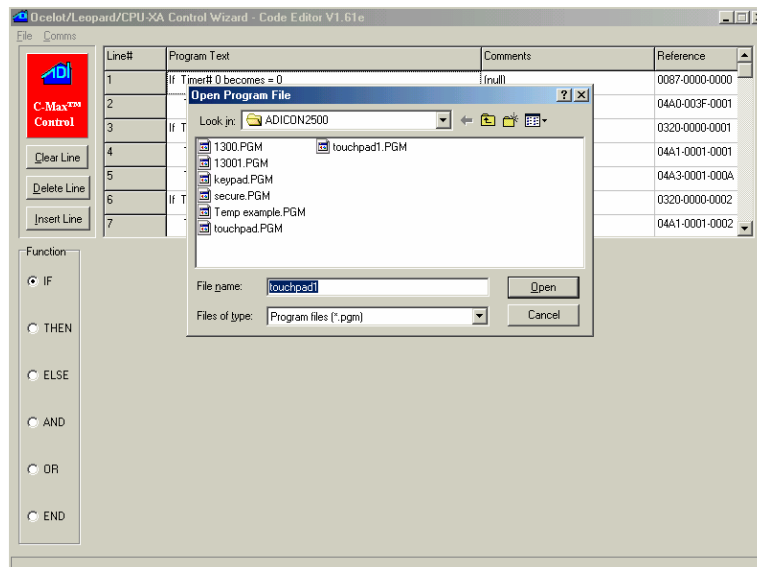 Ocelot/Leopard/CPU-XA Control Wizard - Code Editor V1.61e
File Comms
ADI
C-Max™
Control
Clear Line
Delete Line
Insert Line
Line# Program Text Comments Reference
1 If Timer# 0 becomes = 0 (null) 0087-0000-0000
2 04A0-003F-0001
3 If T 0320-0000-0001
4 04A1-0001-0001
5 04A3-0001-000A
6 If T 0320-0000-0002
7 04A1-0001-0002
Open Program File
Look in: ADICON2500
1300.PGM
13001.PGM
keypad.PGM
secure.PGM
Temp example.PGM
touchpad.PGM
touchpad1.PGM
File name: touchpad1
Open
Files of type: Program files (*.pgm)
Cancel
Function
IF
THEN
ELSE
AND
OR
END